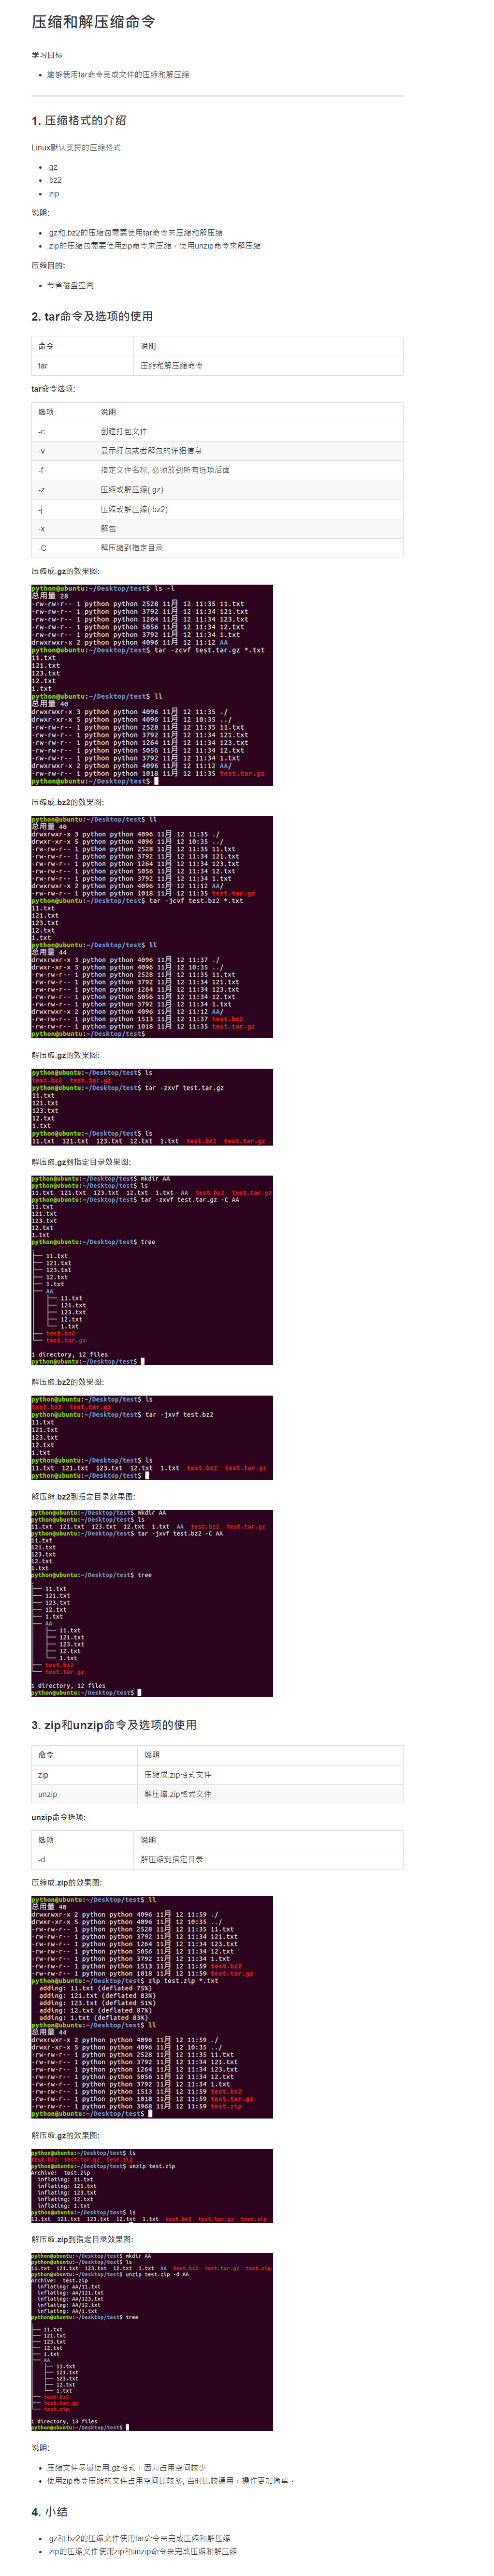 压缩和解压缩命令
学习目标
• 能够使用tar命令完成文件的压缩和解压缩
1. 压缩格式的介绍
Linux默认支持的压缩格式:
• .gz
• .bz2
• .zip
说明:
• .gz和.bz2的压缩包需要使用tar命令来压缩和解压缩
• .zip的压缩包需要使用zip命令来压缩，使用unzip命令来解压缩
压缩目的:
• 节省磁盘空间
2. tar命令及选项的使用
命令 说明
tar 压缩和解压缩命令
tar命令选项:
选项 说明
-c 创建打包文件
-v 显示打包或者解包的详细信息
-f 指定文件名称, 必须放到所有选项后面
-z 压缩或解压缩(.gz)
-j 压缩或解压缩(.bz2)
-x 解包
-C 解压缩到指定目录
压缩成.gz的效果图:
python@ubuntu:~/Desktop/test$ ls -l
总用量 28
-rw-rw-r-- 1 python python 2528 11月 12 11:35 11.txt
-rw-rw-r-- 1 python python 3792 11月 12 11:34 121.txt
-rw-rw-r-- 1 python python 1264 11月 12 11:34 123.txt
-rw-rw-r-- 1 python python 5056 11月 12 11:34 12.txt
-rw-rw-r-- 1 python python 3792 11月 12 11:34 1.txt
drwxrwxr-x 2 python python 4096 11月 12 11:12 AA
python@ubuntu:~/Desktop/test$ tar -zcvf test.tar.gz *.txt
11.txt
121.txt
123.txt
12.txt
1.txt
python@ubuntu:~/Desktop/test$ ll
总用量 40
drwxrwxr-x 3 python python 4096 11月 12 11:35 ./
drwxr-xr-x 5 python python 4096 11月 12 10:35 ../
-rw-rw-r-- 1 python python 2528 11月 12 11:35 11.txt
-rw-rw-r-- 1 python python 3792 11月 12 11:34 121.txt
-rw-rw-r-- 1 python python 1264 11月 12 11:34 123.txt
-rw-rw-r-- 1 python python 5056 11月 12 11:34 12.txt
-rw-rw-r-- 1 python python 3792 11月 12 11:34 1.txt
drwxrwxr-x 2 python python 4096 11月 12 11:12 AA/
-rw-rw-r-- 1 python python 1018 11月 12 11:35 test.tar.gz
python@ubuntu:~/Desktop/test$
压缩成.bz2的效果图:
python@ubuntu:~/Desktop/test$ ll
总用量 40
drwxrwxr-x 3 python python 4096 11月 12 11:35 ./
drwxr-xr-x 5 python python 4096 11月 12 10:35 ../
-rw-rw-r-- 1 python python 2528 11月 12 11:35 11.txt
-rw-rw-r-- 1 python python 3792 11月 12 11:34 121.txt
-rw-rw-r-- 1 python python 1264 11月 12 11:34 123.txt
-rw-rw-r-- 1 python python 5056 11月 12 11:34 12.txt
-rw-rw-r-- 1 python python 3792 11月 12 11:34 1.txt
drwxrwxr-x 2 python python 4096 11月 12 11:12 AA/
-rw-rw-r-- 1 python python 1018 11月 12 11:35 test.tar.gz
python@ubuntu:~/Desktop/test$ tar -jcvf test.bz2 *.txt
11.txt
121.txt
123.txt
12.txt
1.txt
python@ubuntu:~/Desktop/test$ ll
总用量 44
drwxrwxr-x 3 python python 4096 11月 12 11:37 ./
drwxr-xr-x 5 python python 4096 11月 12 10:35 ../
-rw-rw-r-- 1 python python 2528 11月 12 11:35 11.txt
-rw-rw-r-- 1 python python 3792 11月 12 11:34 121.txt
-rw-rw-r-- 1 python python 1264 11月 12 11:34 123.txt
-rw-rw-r-- 1 python python 5056 11月 12 11:34 12.txt
-rw-rw-r-- 1 python python 3792 11月 12 11:34 1.txt
drwxrwxr-x 2 python python 4096 11月 12 11:12 AA/
-rw-rw-r-- 1 python python 1513 11月 12 11:37 test.bz2
-rw-rw-r-- 1 python python 1018 11月 12 11:35 test.tar.gz
python@ubuntu:~/Desktop/test$
解压缩.gz的效果图:
python@ubuntu:~/Desktop/test$ ls
test.bz2 test.tar.gz
python@ubuntu:~/Desktop/test$ tar -zxvf test.tar.gz
11.txt
121.txt
123.txt
12.txt
1.txt
python@ubuntu:~/Desktop/test$ ls
11.txt 121.txt 123.txt 12.txt 1.txt test.bz2 test.tar.gz
解压缩.gz到指定目录效果图:
python@ubuntu:~/Desktop/test$ mkdir AA
python@ubuntu:~/Desktop/test$ ls
11.txt 121.txt 123.txt 12.txt 1.txt AA test.bz2 test.tar.gz
python@ubuntu:~/Desktop/test$ tar -zxvf test.tar.gz -C AA
11.txt
121.txt
123.txt
12.txt
1.txt
python@ubuntu:~/Desktop/test$ tree
.
├── 11.txt
├── 121.txt
├── 123.txt
├── 12.txt
├── 1.txt
├── AA
│   ├── 11.txt
│   ├── 121.txt
│   ├── 123.txt
│   ├── 12.txt
│   └── 1.txt
├── test.bz2
└── test.tar.gz
1 directory, 12 files
python@ubuntu:~/Desktop/test$
解压缩.bz2的效果图:
python@ubuntu:~/Desktop/test$ ls
test.bz2 test.tar.gz
python@ubuntu:~/Desktop/test$ tar -jxvf test.bz2
11.txt
121.txt
123.txt
12.txt
1.txt
python@ubuntu:~/Desktop/test$ ls
11.txt 121.txt 123.txt 12.txt 1.txt test.bz2 test.tar.gz
python@ubuntu:~/Desktop/test$
解压缩.bz2到指定目录效果图:
python@ubuntu:~/Desktop/test$ mkdir AA
python@ubuntu:~/Desktop/test$ ls
11.txt 121.txt 123.txt 12.txt 1.txt AA test.bz2 test.tar.gz
python@ubuntu:~/Desktop/test$ tar -jxvf test.bz2 -C AA
11.txt
121.txt
123.txt
12.txt
1.txt
python@ubuntu:~/Desktop/test$ tree
.
├── 11.txt
├── 121.txt
├── 123.txt
├── 12.txt
├── 1.txt
├── AA
│   ├── 11.txt
│   ├── 121.txt
│   ├── 123.txt
│   ├── 12.txt
│   └── 1.txt
├── test.bz2
└── test.tar.gz
1 directory, 12 files
python@ubuntu:~/Desktop/test$
3. zip和unzip命令及选项的使用
命令 说明
zip 压缩成.zip格式文件
unzip 解压缩.zip格式文件
unzip命令选项:
选项 说明
-d 解压缩到指定目录
压缩成.zip的效果图:
python@ubuntu:~/Desktop/test$ ll
总用量 40
drwxrwxr-x 2 python python 4096 11月 12 11:59 ./
drwxr-xr-x 5 python python 4096 11月 12 10:35 ../
-rw-rw-r-- 1 python python 2528 11月 12 11:35 11.txt
-rw-rw-r-- 1 python python 3792 11月 12 11:34 121.txt
-rw-rw-r-- 1 python python 1264 11月 12 11:34 123.txt
-rw-rw-r-- 1 python python 5056 11月 12 11:34 12.txt
-rw-rw-r-- 1 python python 3792 11月 12 11:34 1.txt
-rw-rw-r-- 1 python python 1513 11月 12 11:59 test.bz2
-rw-rw-r-- 1 python python 1018 11月 12 11:59 test.tar.gz
python@ubuntu:~/Desktop/test$ zip test.zip *.txt
adding: 11.txt (deflated 75%)
adding: 121.txt (deflated 83%)
adding: 123.txt (deflated 51%)
adding: 12.txt (deflated 87%)
adding: 1.txt (deflated 83%)
python@ubuntu:~/Desktop/test$ ll
总用量 44
drwxrwxr-x 2 python python 4096 11月 12 11:59 ./
drwxr-xr-x 5 python python 4096 11月 12 10:35 ../
-rw-rw-r-- 1 python python 2528 11月 12 11:35 11.txt
-rw-rw-r-- 1 python python 3792 11月 12 11:34 121.txt
-rw-rw-r-- 1 python python 1264 11月 12 11:34 123.txt
-rw-rw-r-- 1 python python 5056 11月 12 11:34 12.txt
-rw-rw-r-- 1 python python 3792 11月 12 11:34 1.txt
-rw-rw-r-- 1 python python 1513 11月 12 11:59 test.bz2
-rw-rw-r-- 1 python python 1018 11月 12 11:59 test.tar.gz
-rw-rw-r-- 1 python python 3968 11月 12 11:59 test.zip
python@ubuntu:~/Desktop/test$
解压缩.gz的效果图:
python@ubuntu:~/Desktop/test$ ls
test.bz2 test.tar.gz test.zip
python@ubuntu:~/Desktop/test$ unzip test.zip
Archive: test.zip
inflating: 11.txt
inflating: 121.txt
inflating: 123.txt
inflating: 12.txt
inflating: 1.txt
python@ubuntu:~/Desktop/test$ ls
11.txt 121.txt 123.txt 12.txt 1.txt test.bz2 test.tar.gz test.zip
解压缩.zip到指定目录效果图:
python@ubuntu:~/Desktop/test$ mkdir AA
python@ubuntu:~/Desktop/test$ ls
11.txt 121.txt 123.txt 12.txt 1.txt AA test.bz2 test.tar.gz test.zip
python@ubuntu:~/Desktop/test$ unzip test.zip -d AA
Archive: test.zip
inflating: AA/11.txt
inflating: AA/121.txt
inflating: AA/123.txt
inflating: AA/12.txt
inflating: AA/1.txt
python@ubuntu:~/Desktop/test$ tree
.
├── 11.txt
├── 121.txt
├── 123.txt
├── 12.txt
├── 1.txt
├── AA
│   ├── 11.txt
│   ├── 121.txt
│   ├── 123.txt
│   ├── 12.txt
│   └── 1.txt
├── test.bz2
├── test.tar.gz
└── test.zip
1 directory, 13 files
python@ubuntu:~/Desktop/test$
说明:
• 压缩文件尽量使用.gz格式，因为占用空间较少
• 使用zip命令压缩的文件占用空间比较多, 当时比较通用，操作更加简单。
4. 小结
• .gz和.bz2的压缩文件使用tar命令来完成压缩和解压缩
• .zip的压缩文件使用zip和unzip命令来完成压缩和解压缩